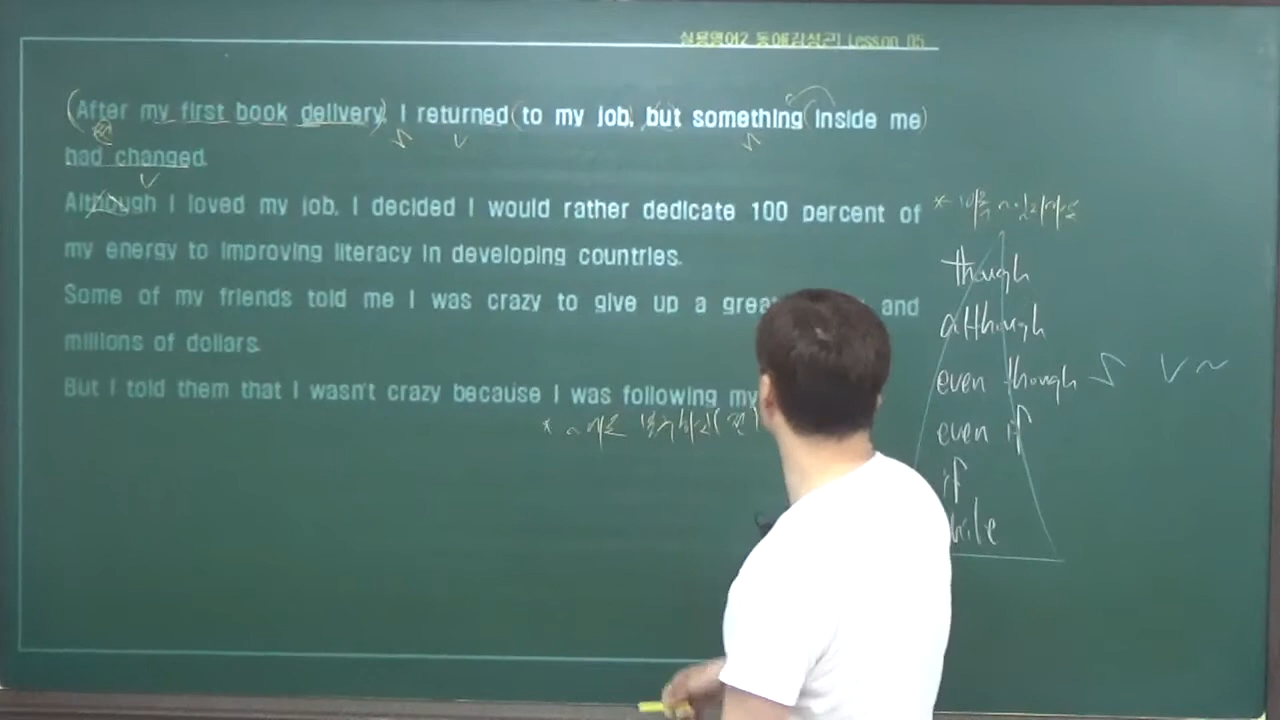 실용영어2 동아(김성곤) Lesson 05
(After my first book delivery), I returned (to my job, but something (inside me)
S V S
had changed.
V
Although I loved my job, I decided I would rather dedicate 100 percent of
my energy to improving literacy in developing countries.
Some of my friends told me I was crazy to give up a and
millions of dollars.
But I told them that I wasn't crazy because I was following my
though
although
even though S V ~
even if
if